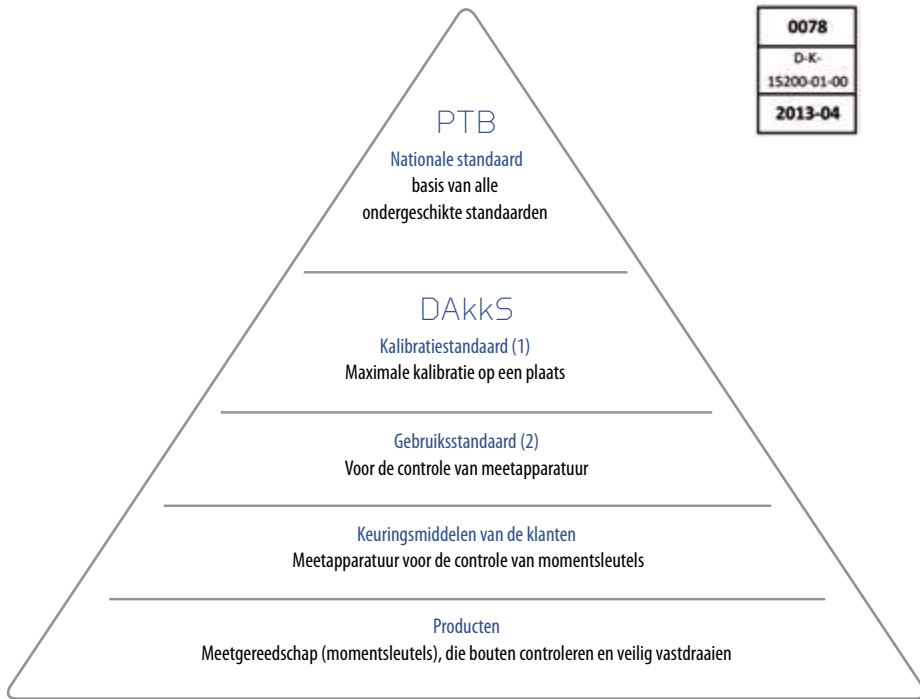 0078
D-K-
15200-01-00
2013-04
PTB
Nationale standaard
basis van alle
ondergeschikte standaarden
DAkkS
Kalibratiestandaard (1)
Maximale kalibratie op een plaats
Gebruiksstandaard (2)
Voor de controle van meetapparatuur
Keuringsmiddelen van de klanten
Meetapparatuur voor de controle van momentsleutels
Producten
Meetgereedschap (momentsleutels), die bouten controleren en veilig vastdraaien